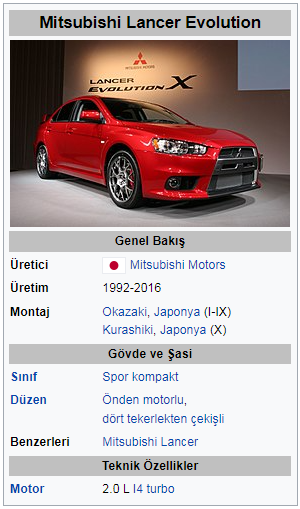 Mitsubishi Lancer Evolution
MITSUBISHI MOTORS
LANCER
EVOLUTION X
Genel Bakış
Üretici Mitsubishi Motors
Üretim 1992-2016
Montaj Okazaki, Japonya (I-IX)
Kurashiki, Japonya (X)
Gövde ve Şasi
Sınıf Spor kompakt
Düzen Önden motorlu,
dört tekerlekten çekişli
Benzerleri Mitsubishi Lancer
Teknik Özellikler
Motor 2.0 L I4 turbo